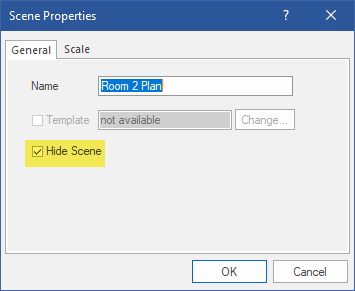 Scene Properties
?
General Scale
Name Room 2 Plan
Template not available Change...
Hide Scene
OK Cancel